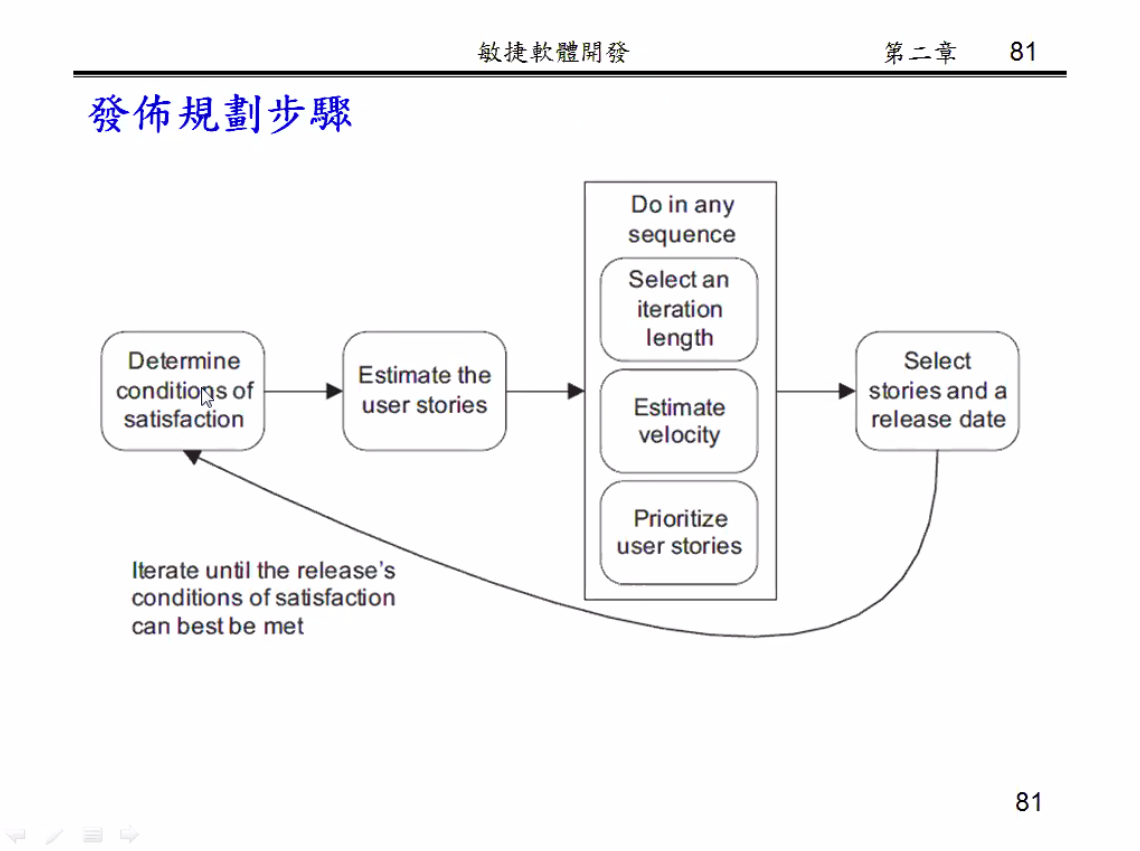 敏捷軟體開發 第二章 81
發佈規劃步驟
Do in any
sequence
Select an
iteration
length
Determine
conditions of
satisfaction
Estimate the
user stories
Estimate
velocity
Select
stories and a
release date
Prioritize
user stories
Iterate until the release's
conditions of satisfaction
can best be met
81